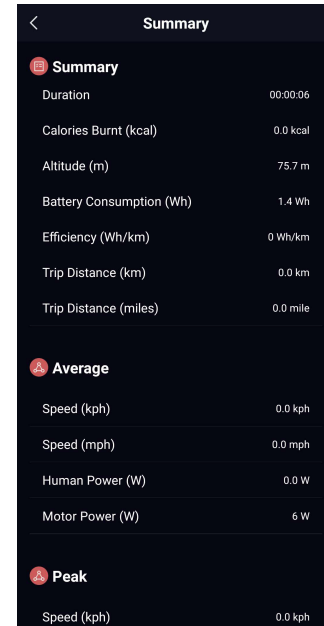 Summary
Summary
Duration 00:00:06
Calories Burnt (kcal) 0.0 kcal
Altitude (m) 75.7 m
Battery Consumption (Wh) 1.4 Wh
Efficiency (Wh/km) 0 Wh/km
Trip Distance (km) 0.0 km
Trip Distance (miles) 0.0 mile
Average
Speed (kph) 0.0 kph
Speed (mph) 0.0 mph
Human Power (W) 0.0 W
Motor Power (W) 6 W
Peak
Speed (kph) 0.0 kph